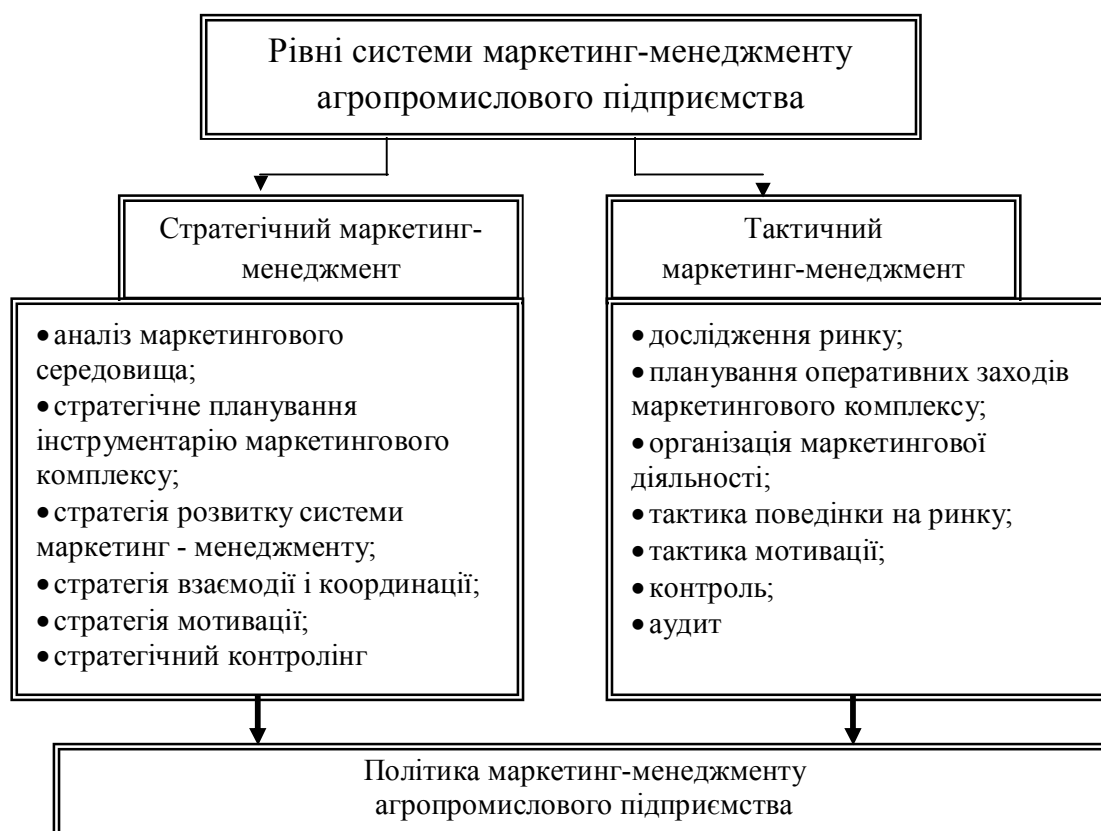 Рівні системи маркетинг-менеджменту
агропромислового підприємства
Стратегічний маркетинг-
менеджмент
• аналіз маркетингового
середовища;
• стратегічне планування
інструментарію маркетингового
комплексу;
• стратегія розвитку системи
маркетинг - менеджменту;
• стратегія взаємодії і координації;
• стратегія мотивації;
• стратегічний контролінг
Тактичний
маркетинг-менеджмент
• дослідження ринку;
• планування оперативних заходів
маркетингового комплексу;
• організація маркетингової
діяльності;
• тактика поведінки на ринку;
• тактика мотивації;
• контроль;
• аудит
Політика маркетинг-менеджменту
агропромислового підприємства